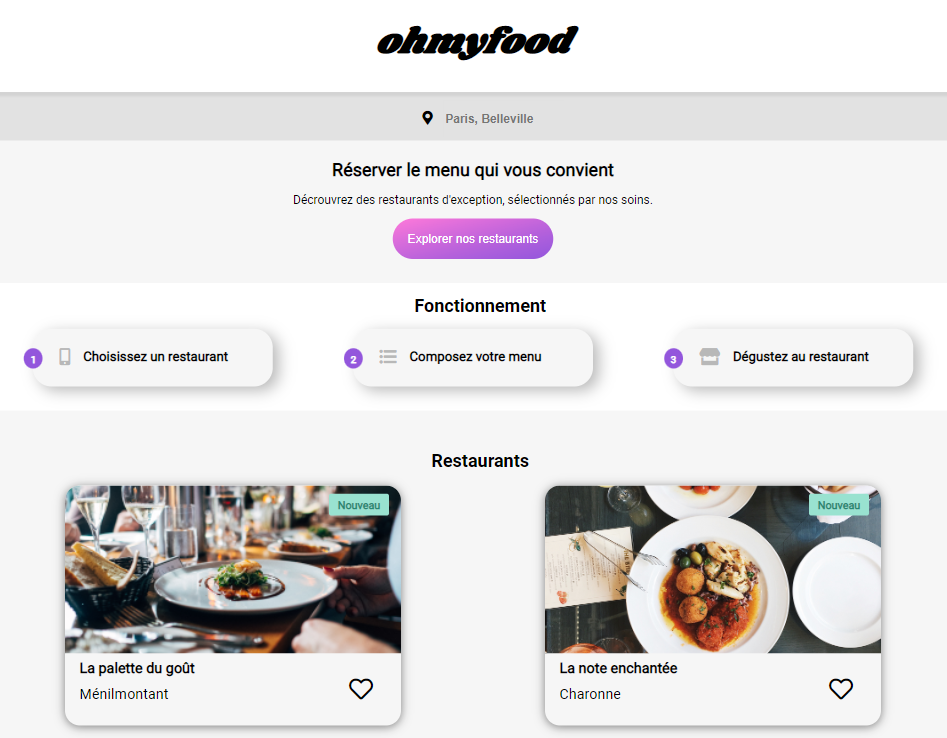 ohmyfood
Paris, Belleville
Réserver le menu qui vous convient
Décrouvrez des restaurants d'exception, sélectionnés par nos soins.
Explorer nos restaurants
Fonctionnement
1 Choisissez un restaurant
2 Composez votre menu
3 Dégustez au restaurant
Restaurants
Nouveau
La palette du goût
Ménilmontant
Nouveau
La note enchantée
Charonne